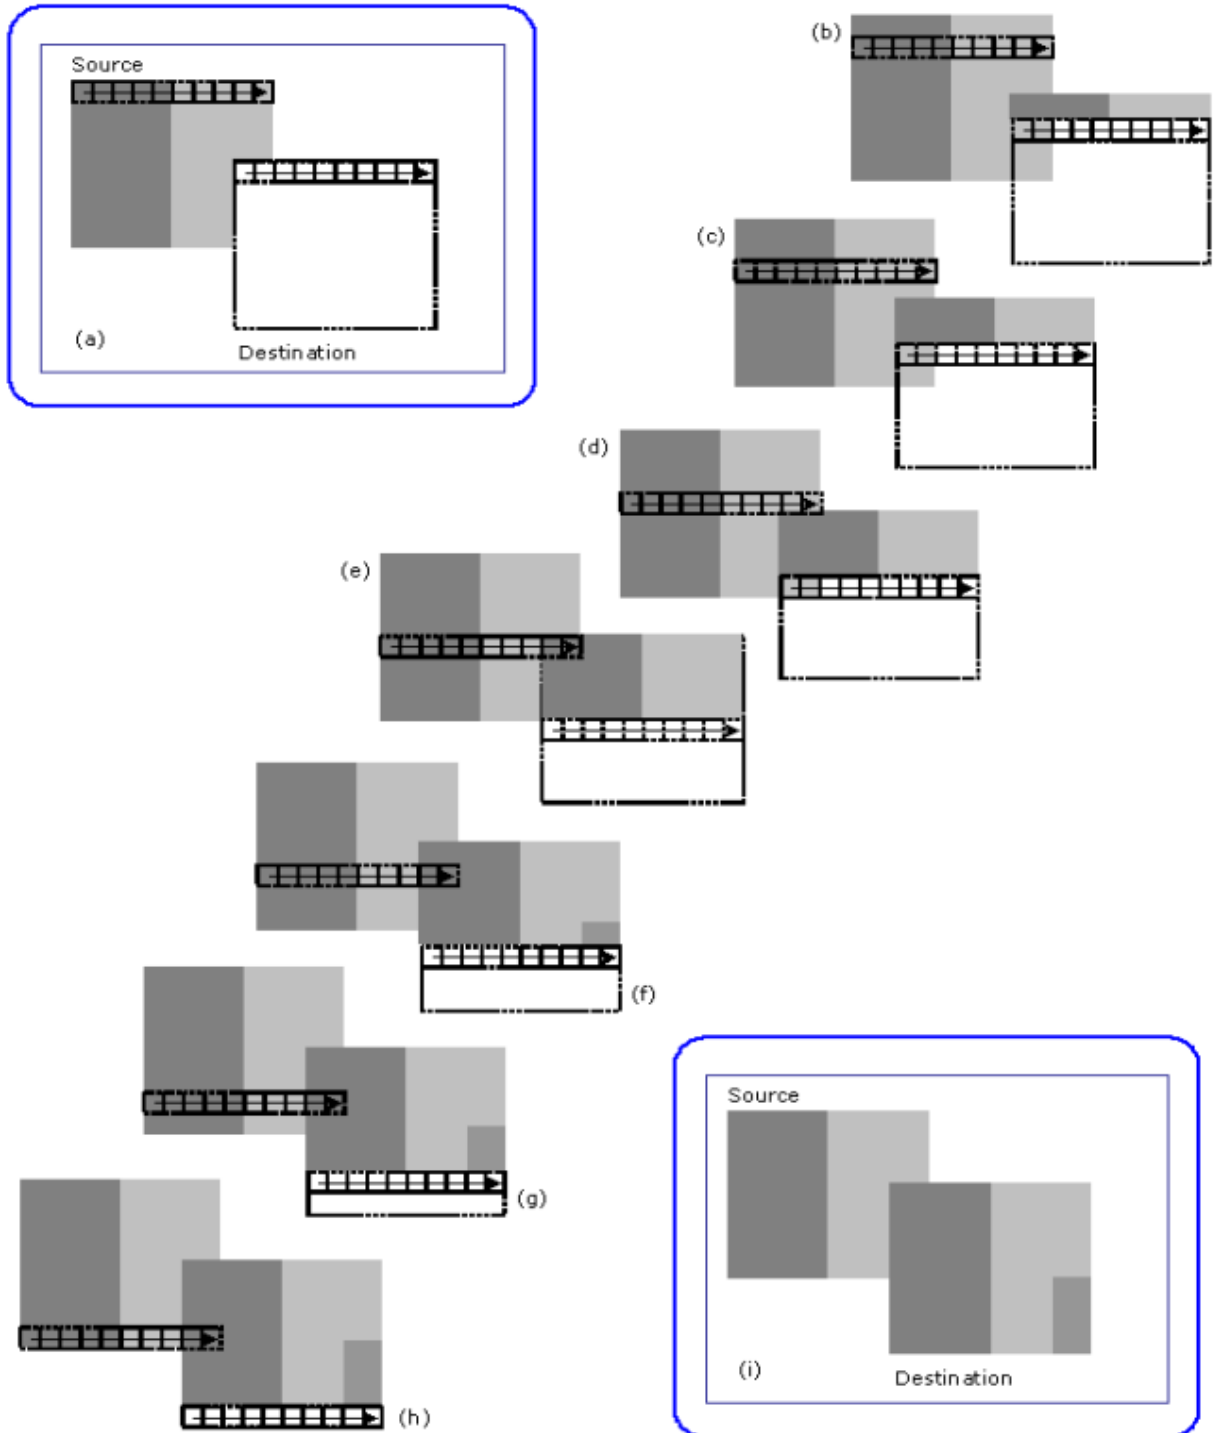 Source
(a)
Destination
(b)
(c)
(d)
(e)
(f)
(g)
(h)
Source
(i)
Destination